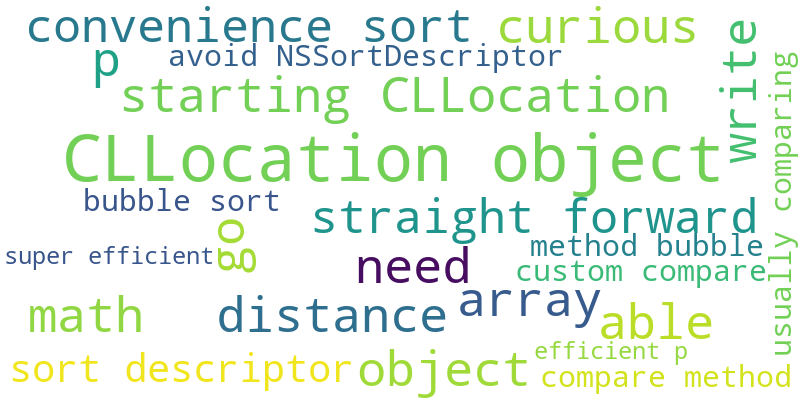 convenience sort
curious
p
avoid NSSortDescriptor
write
usually comparing
starting CLLocation
CLLocation object
bubble sort
straight forward
go
method bubble
super efficient
need
custom compare
math
distance
array
able
sort descriptor
object
efficient p
compare method